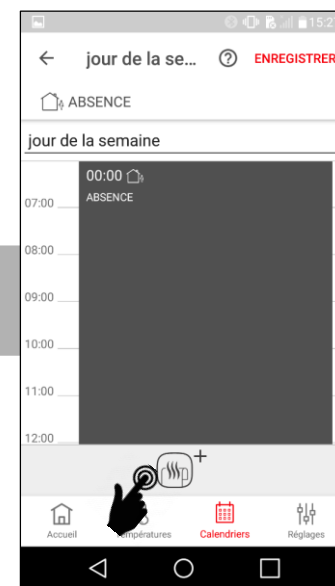 15:2
jour de la se... ? ENREGISTRER
ABSENCE
jour de la semaine
00:00
ABSENCE
07:00
08:00
09:00
10:00
11:00
12:00
+
Accueil
Températures
Calendriers
Réglages